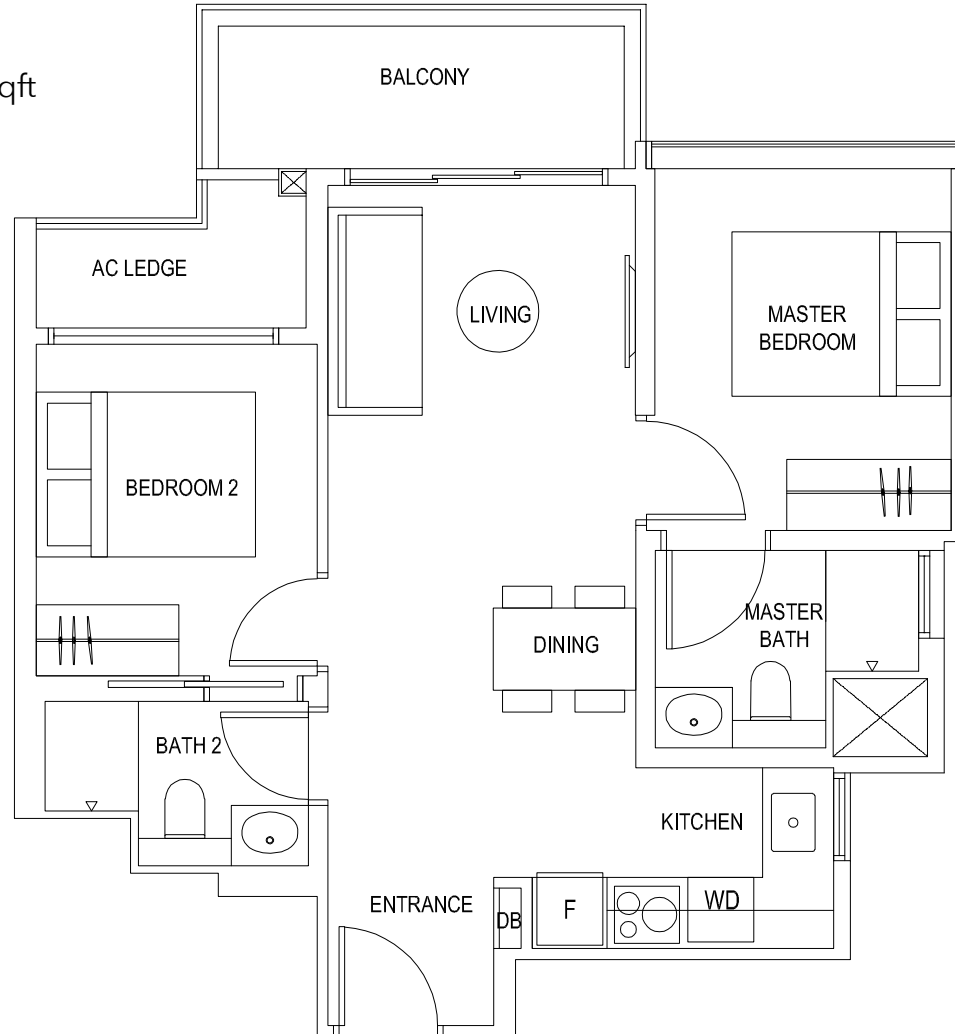 BALCONY
qft
AC LEDGE
LIVING
MASTER
BEDROOM
BEDROOM 2
DINING
MASTER
BATH
BATH 2
KITCHEN
ENTRANCE
DB
F
WD